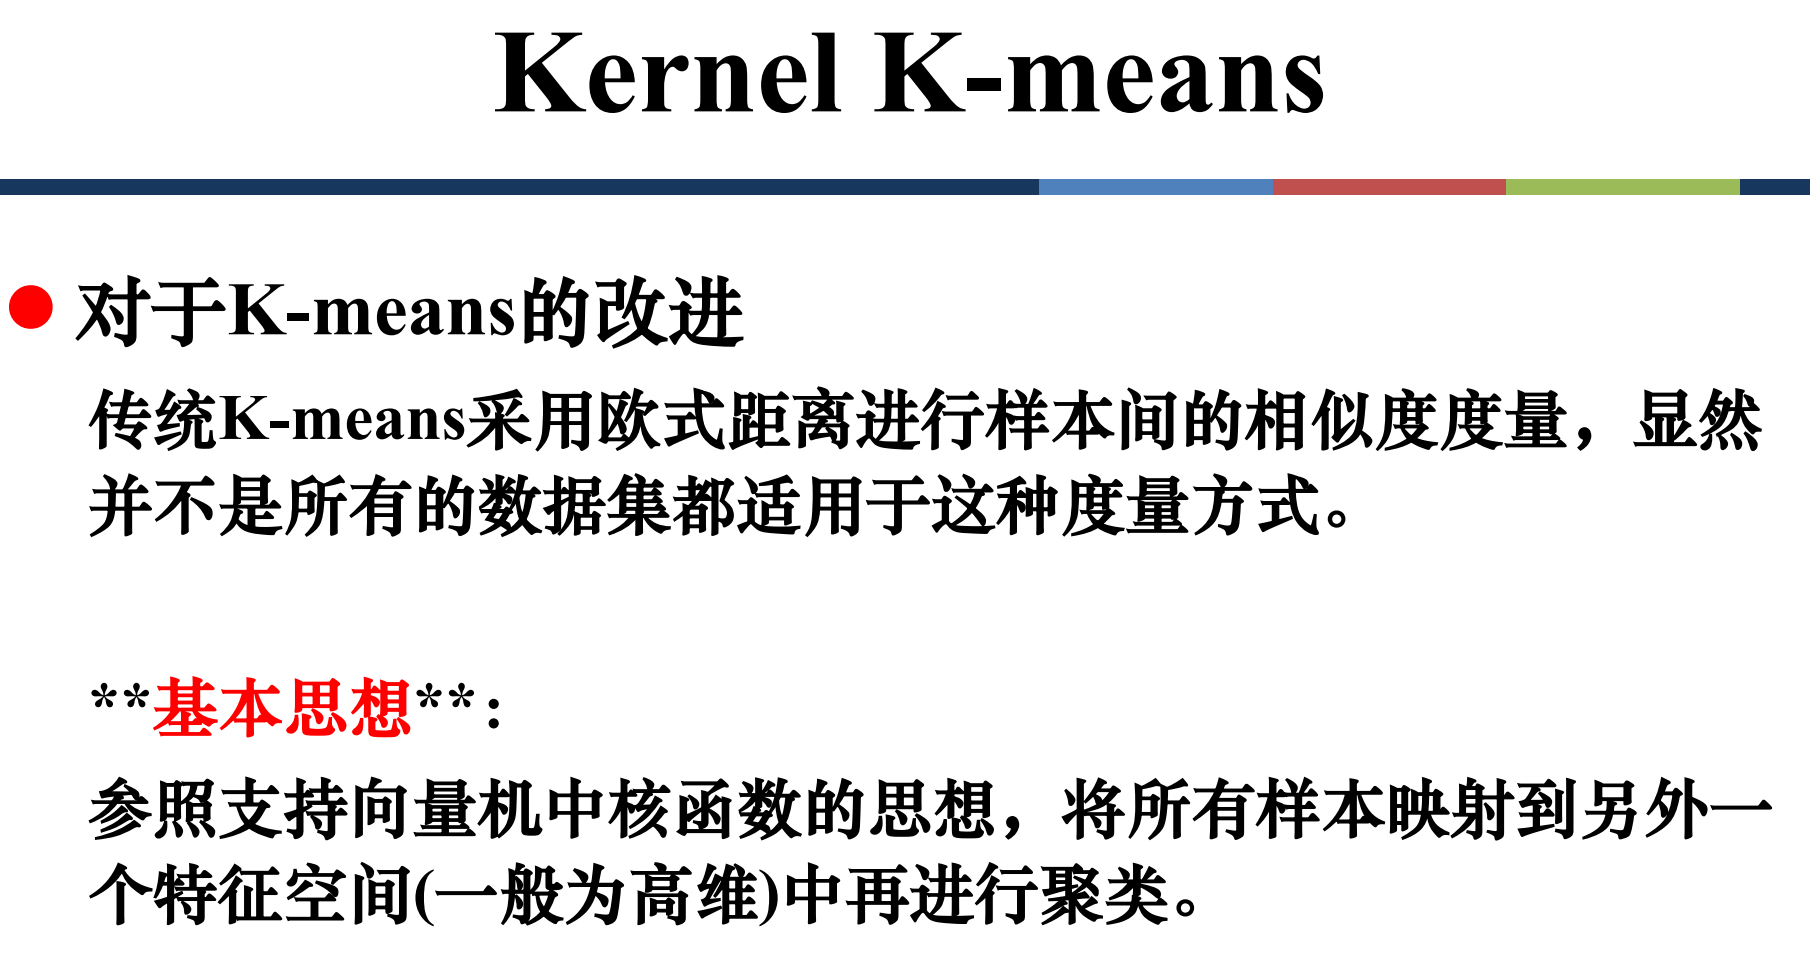 Kernel K-means
对于K-means的改进
传统K-means采用欧式距离进行样本间的相似度度量，显然
并不是所有的数据集都适用于这种度量方式。
**基本思想**：
参照支持向量机中核函数的思想，将所有样本映射到另外一
个特征空间(一般为高维)中再进行聚类。